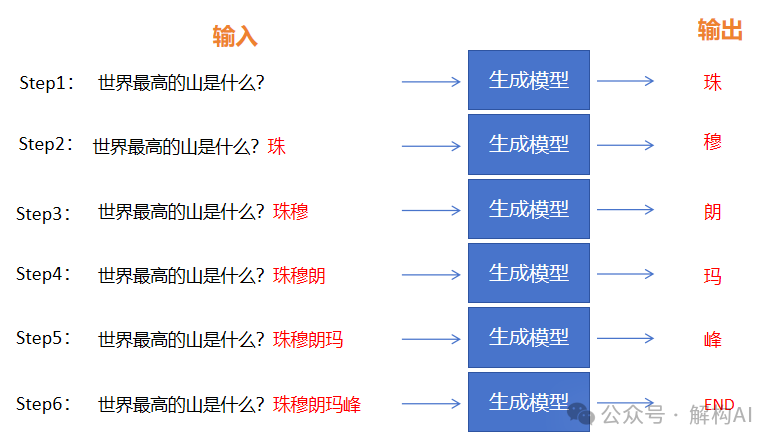 输入 输出
Step1： 世界最高的山是什么? 生成模型 珠
Step2： 世界最高的山是什么? 珠 生成模型 穆
Step3： 世界最高的山是什么? 珠穆 生成模型 朗
Step4： 世界最高的山是什么? 珠穆朗 生成模型 玛
Step5： 世界最高的山是什么? 珠穆朗玛 生成模型 峰
Step6： 世界最高的山是什么? 珠穆朗玛峰 生成模型 END
公众号 · 解构AI